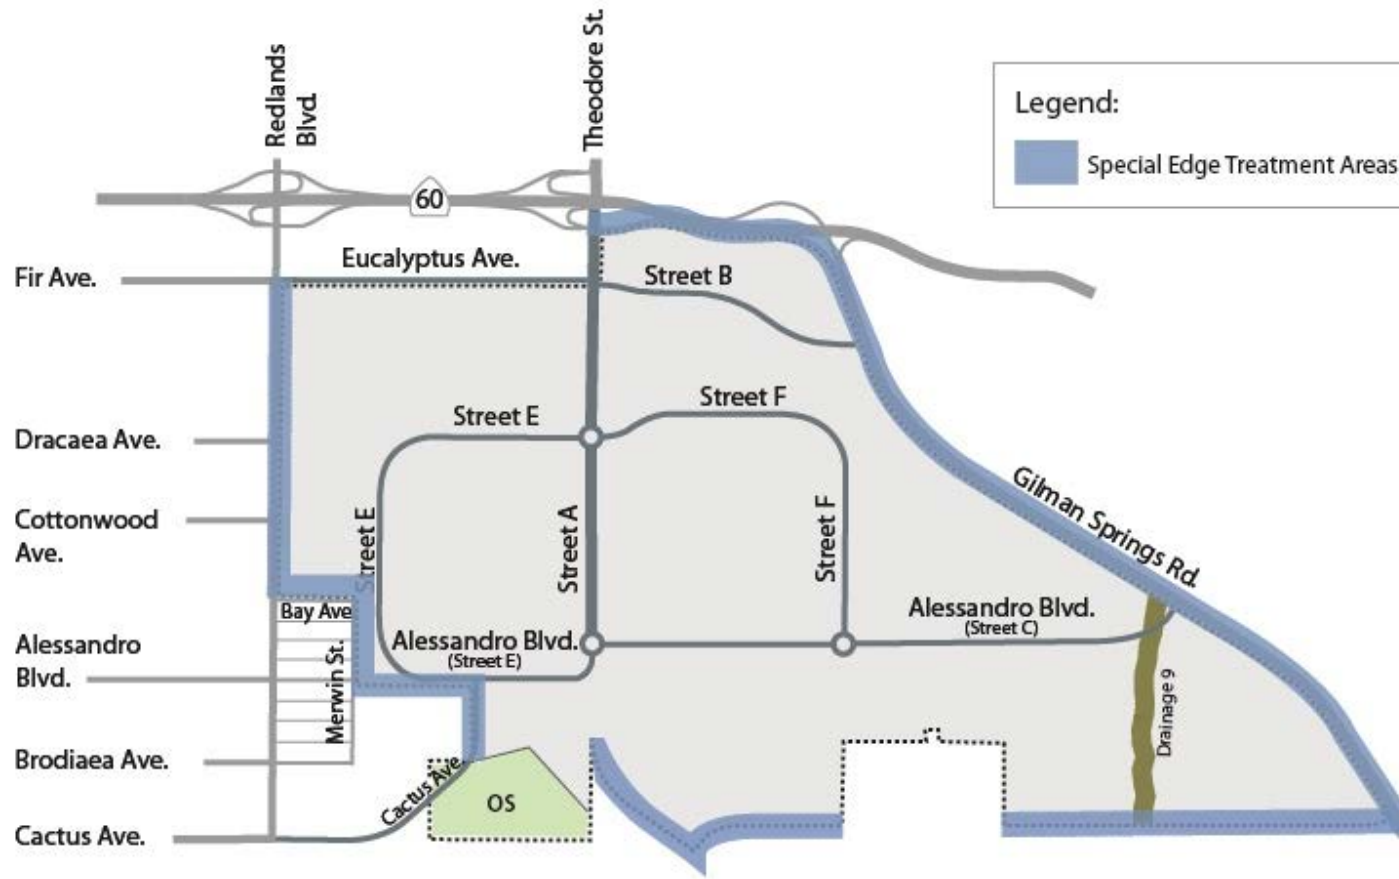 Redlands
Blvd.
Theodore St.
Legend:
Special Edge Treatment Areas
60
Eucalyptus Ave.
Fir Ave.
Street B
Street F
Street E
Dracaea Ave.
Gilman Springs Rd.
Cottonwood
Ave.
Street E
Street A
Street F
Bay Ave
Alessandro Blvd.
(Street C)
Alessandro Blvd.
(Street E)
Alessandro
Blvd.
Merwin St.
Drainage 9
Brodiaea Ave.
Cactus Ave.
OS
Cactus Ave.